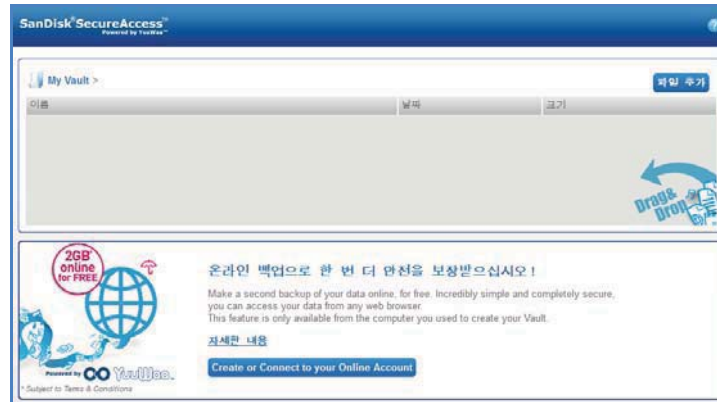 SanDisk® SecureAccess™
Powered by YuuWaa™
My Vault >
파일 추가
이름 날짜 크기
Drag&
Drop
2GB*
online
for FREE
온라인 백업으로 한 번 더 안전을 보장받으십시오!
Make a second backup of your data online, for free. Incredibly simple and completely secure,
you can access your data from any web browser.
This feature is only available from the computer you used to create your Vault.
자세한 내용
Create or Connect to your Online Account
Powered by YuuWaa.
* Subject to Terms & Conditions